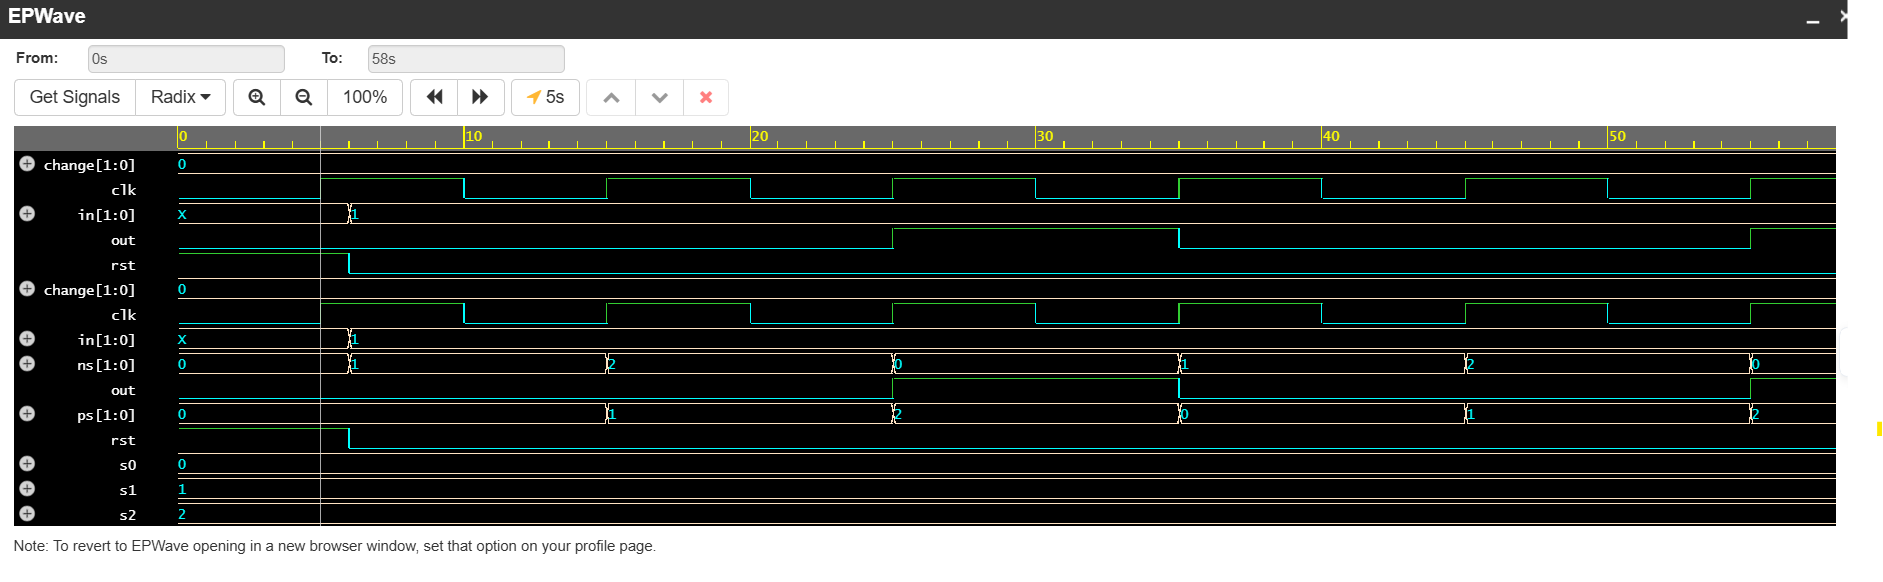 EPWave
From: 0s To: 58s
Get Signals Radix 100% 5s
0 10 20 30 40 50
change[1:0] 0
clk
in[1:0] X 1
out
rst
change[1:0] 0
clk
in[1:0] X 1
ns[1:0] 0 1 2 0 1 2 0
out
ps[1:0] 0 1 2 0 1 2
rst
s0 0
s1 1
s2 2
Note: To revert to EPWave opening in a new browser window, set that option on your profile page.